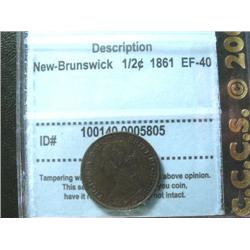 Description
New-Brunswick 1/2¢ 1861 EF-40
ID# 100140 0005805
Tampering above opinion.
This you coin,
have it not intact.
C.C.C.S. © 200